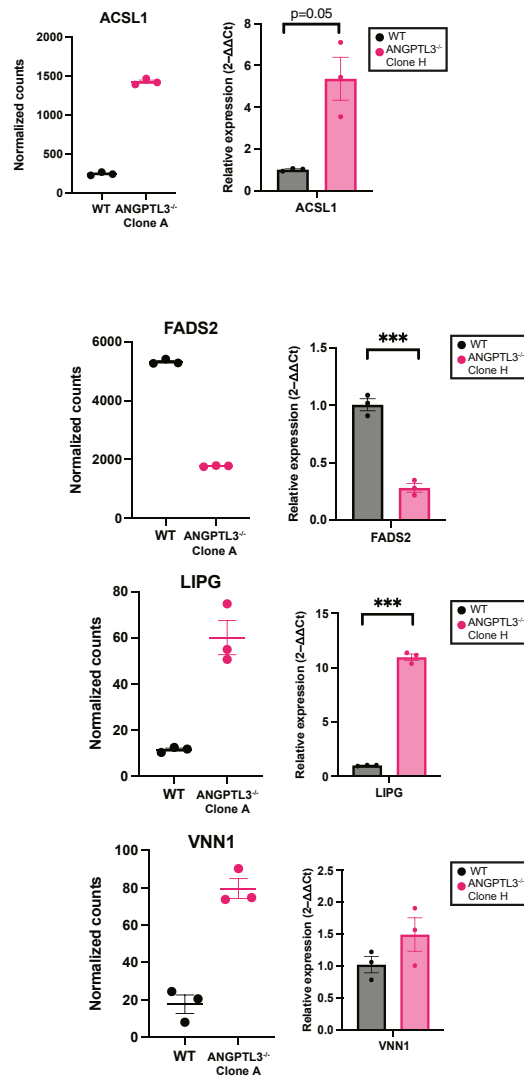 ACSL1
Normalized counts
2000
1500
1000
500
0
WT
ANGPTL3-/-
Clone A
Relative expression (2–ΔΔCt)
8
6
4
2
0
p=0.05
ACSL1
WT
ANGPTL3-/-
Clone H
FADS2
Normalized counts
6000
4000
2000
0
WT
ANGPTL3-/-
Clone A
Relative expression (2–ΔΔCt)
1.5
1.0
0.5
0.0
***
FADS2
WT
ANGPTL3-/-
Clone H
LIPG
Normalized counts
80
60
40
20
0
WT
ANGPTL3-/-
Clone A
Relative expression (2–ΔΔCt)
15
10
5
0
***
LIPG
WT
ANGPTL3-/-
Clone H
VNN1
Normalized counts
100
80
60
40
20
0
WT
ANGPTL3-/-
Clone A
Relative expression (2–ΔΔCt)
2.5
2.0
1.5
1.0
0.5
0.0
VNN1
WT
ANGPTL3-/-
Clone H